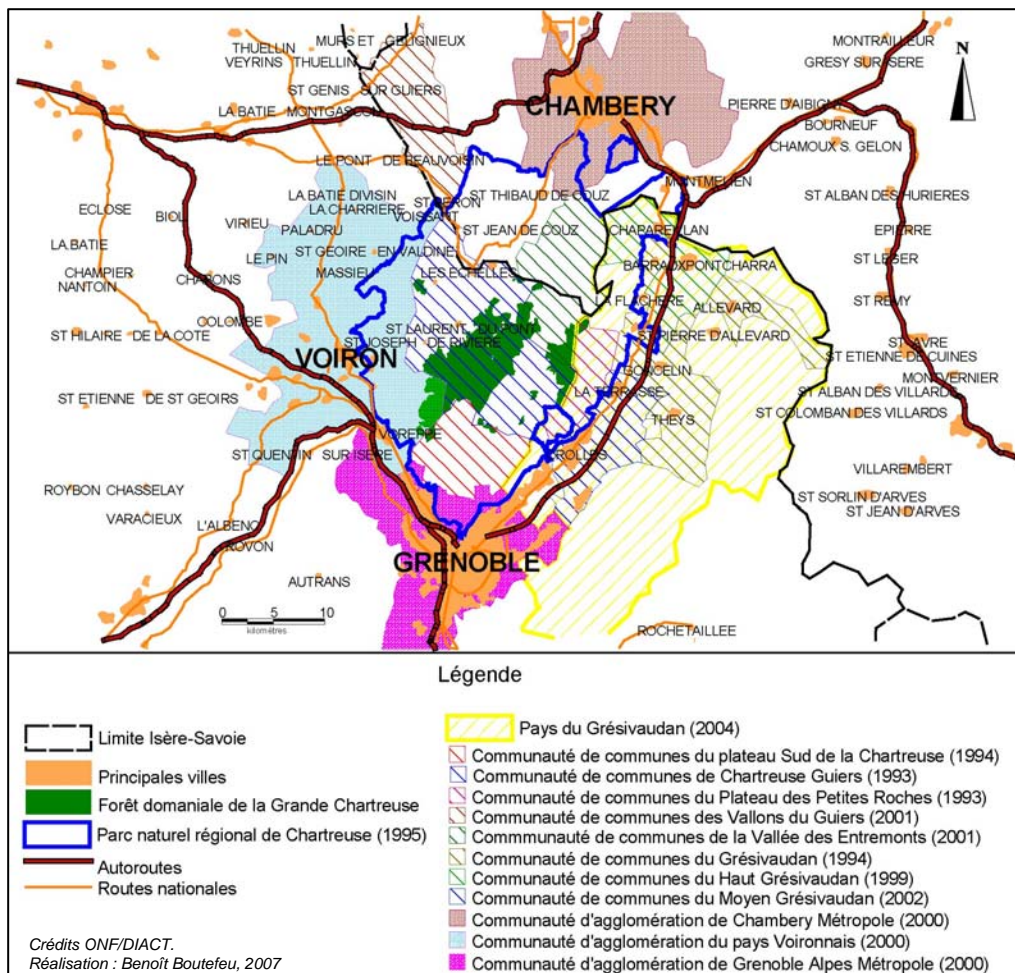 MURS ET GELIGNIEUX
THUELLIN
VEYRINS THUELLIN
MONTRAILLEUR
GRESY SUR ISERE
N
ST GENIS SUR GUIERS
CHAMBERY
PIERRE D'AIBIGNY
LA BATIE MONTGASCON
BOURNEUF
CHAMOUX S. GELON
LE PONT DE BEAUVOISIN
MONTMELIEN
LA BATIE DIVISIN
ST THIBAUD DE COUZ
ST ALBAN DES HURIERES
LA CHARRIERE
ST BERON
VOISSANT
ECLOSE
BIOL
VIRIEU
PALADRU
ST JEAN DE COUZ
CHAPAREILLAN
EPIERRE
LA BATIE
LE PIN
ST GEOIRE EN VALDINE
BARRAUX
PONTCHARRA
ST LEGER
CHAMPIER
NANTOIN
CHARONS
MASSIEU
LES ECHELLES
LA FLACHERE
ALLEVARD
ST REMY
COLOMBE
ST HILAIRE DE LA COTE
ST LAURENT DU PONT
ST JOSEPH DE RIVIERE
ST PIERRE D'ALLEVARD
ST AVRE
ST ETIENNE DE CUINES
VOIRON
GONCELIN
MONTVERNIER
ST ETIENNE DE ST GEOIRS
LA TERRASSE
ST ALBAN DES VILLARDS
THEYS
ST COLOMBAN DES VILLARDS
VOREPPE
ST QUENTIN SUR ISERE
CROLLES
VILLAREMBERT
ROYBON
CHASSELAY
ST SORLIN D'ARVES
VARACIEUX
ST JEAN D'ARVES
L'ALBENC
ROVON
GRENOBLE
AUTRANS
0 5 10
kilomètres
ROCHETAILLEE
Légende
Limite Isère-Savoie
Principales villes
Forêt domaniale de la Grande Chartreuse
Parc naturel régional de Chartreuse (1995)
Autoroutes
Routes nationales
Crédits ONF/DIACT.
Réalisation : Benoît Boutefeu, 2007
Pays du Grésivaudan (2004)
Communauté de communes du plateau Sud de la Chartreuse (1994)
Communauté de communes de Chartreuse Guiers (1993)
Communauté de communes du Plateau des Petites Roches (1993)
Communauté de communes des Vallons du Guiers (2001)
Commmunauté de communes de la Vallée des Entremonts (2001)
Communauté de communes du Grésivaudan (1994)
Communauté de communes du Haut Grésivaudan (1999)
Communauté de communes du Moyen Grésivaudan (2002)
Communauté d'agglomération de Chambery Métropole (2000)
Communauté d'agglomération du pays Voironnais (2000)
Communauté d'agglomération de Grenoble Alpes Métropole (2000)